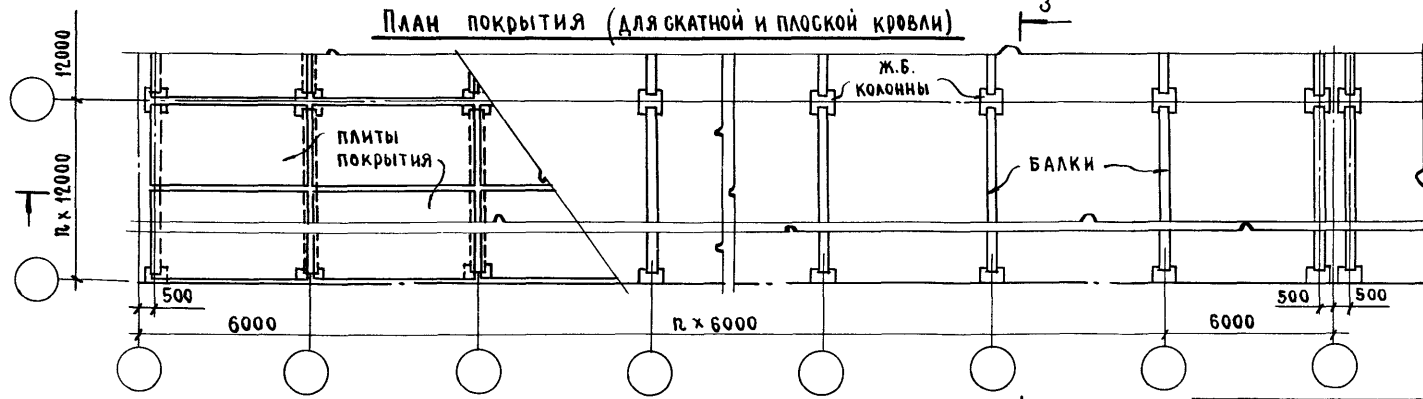 План покрытия (для скатной и плоской кровли)
3
12000
n × 12000
Ж.Б.
КОЛОННЫ
ПЛИТЫ
ПОКРЫТИЯ
БАЛКИ
500
500
500
6000
n × 6000
6000